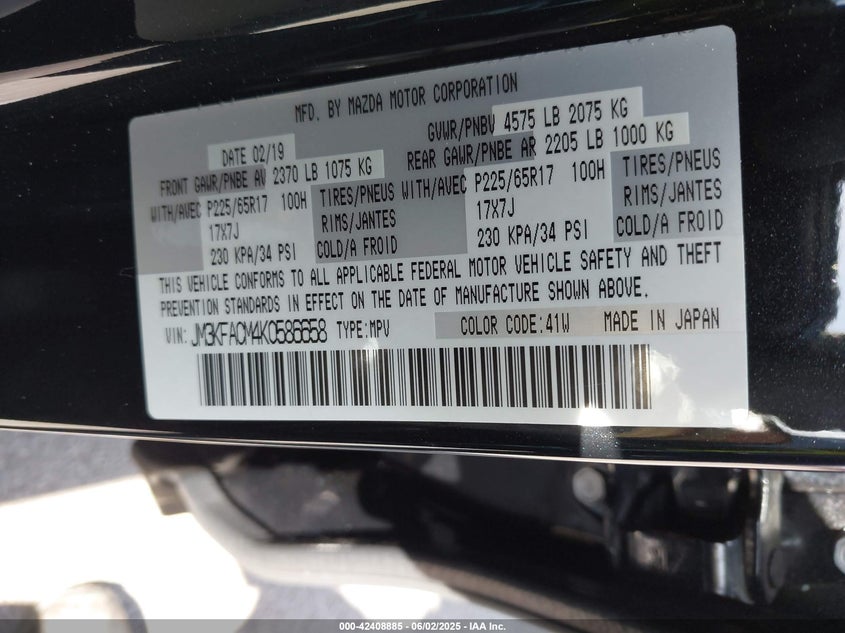 MFD. BY MAZDA MOTOR CORPORATION
DATE 02/19 GVWR/PNBV 4575 LB 2075 KG
FRONT GAWR/PNBE AV 2370 LB 1075 KG REAR GAWR/PNBE AR 2205 LB 1000 KG
WITH/AVEC P225/65R17 100H TIRES/PNEUS WITH/AVEC P225/65R17 100H TIRES/PNEUS
17X7J RIMS/JANTES 17X7J RIMS/JANTES
230 KPA/34 PSI COLD/A FROID 230 KPA/34 PSI COLD/A FROID
THIS VEHICLE CONFORMS TO ALL APPLICABLE FEDERAL MOTOR VEHICLE SAFETY AND THEFT
PREVENTION STANDARDS IN EFFECT ON THE DATE OF MANUFACTURE SHOWN ABOVE.
VIN: JM3KFACM4K0585658 TYPE:MPV COLOR CODE:41W MADE IN JAPAN
000-42408885 - 06/02/2025 - IAA Inc.